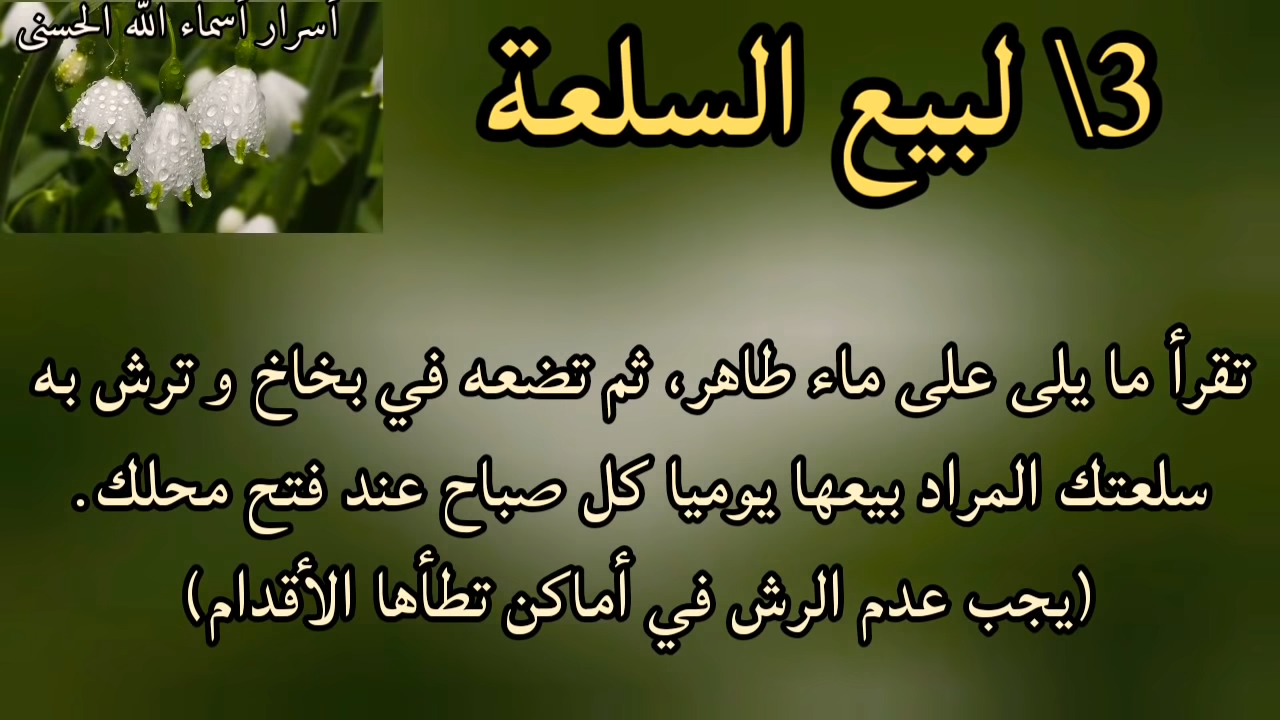 أسرار أسماء الله الحسنى
3\ لبيع السلعة
تقرأ ما يلى على ماء طاهر، ثم تضعه في بخاخ و ترش به
سلعتك المراد بيعها يوميا كل صباح عند فتح محلك.
(يجب عدم الرش في أماكن تطأها الأقدام)